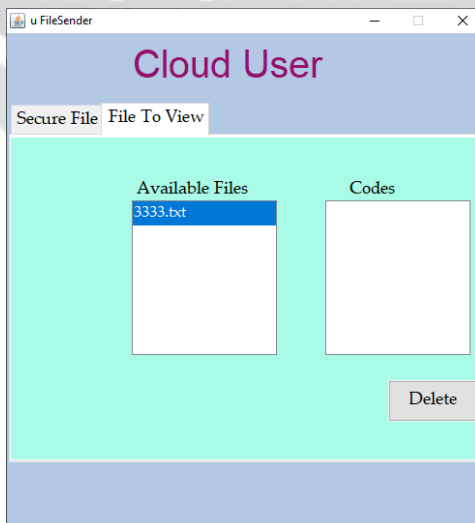 u FileSender
Cloud User
Secure File
File To View
Available Files
Codes
3333.txt
Delete